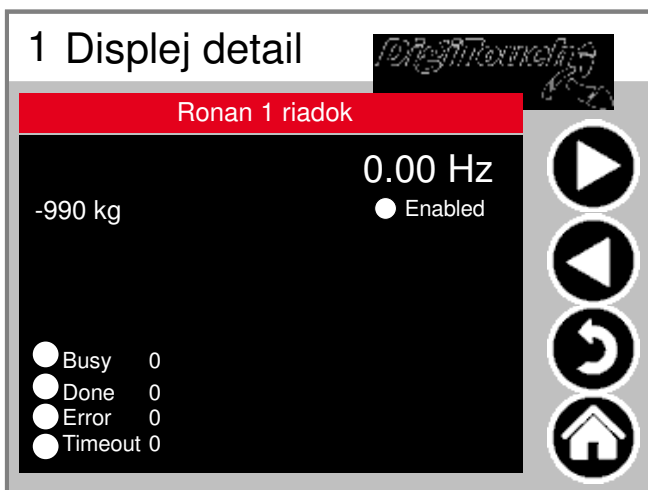 1 Displej detail
DigiTouch
Ronan 1 riadok
0.00 Hz
-990 kg
Enabled
Busy 0
Done 0
Error 0
Timeout 0